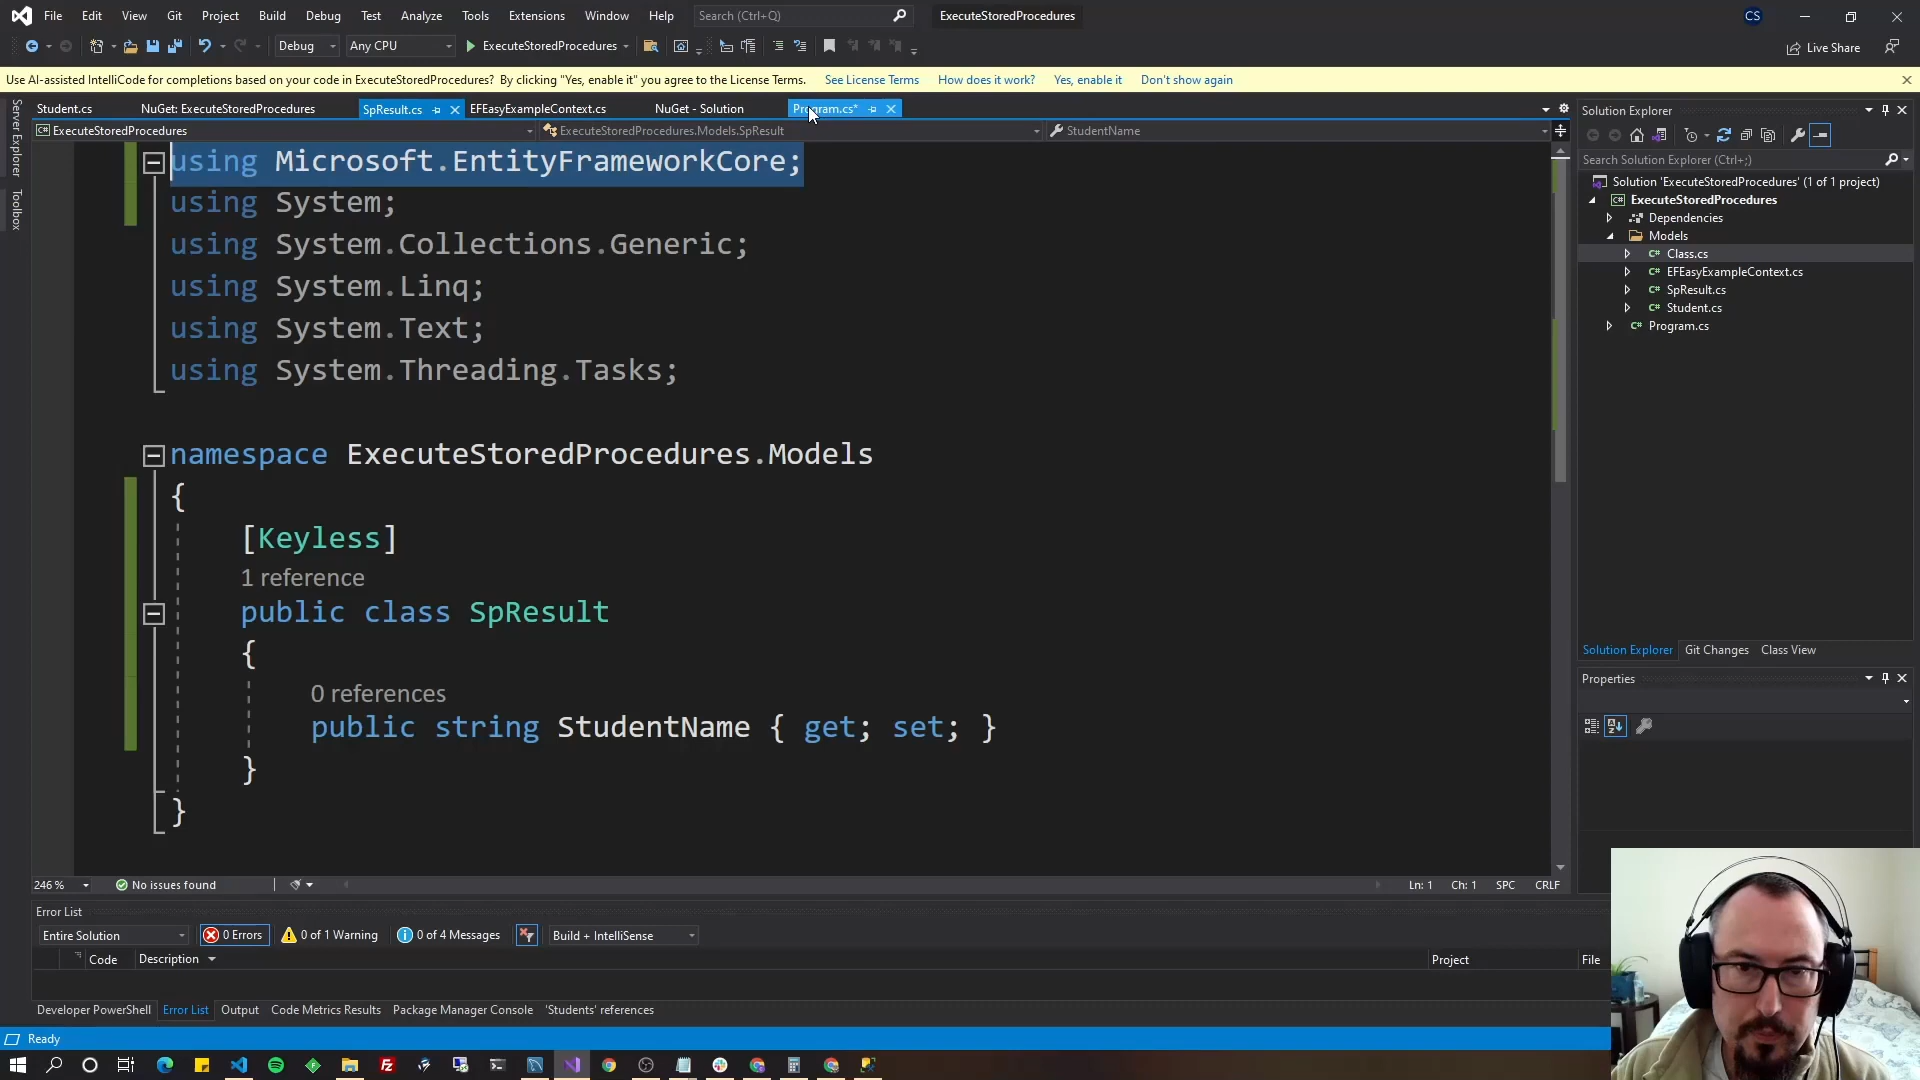 File Edit View Git Project Build Debug Test Analyze Tools Extensions Window Help Search (Ctrl+Q) ExecuteStoredProcedures CS
Debug Any CPU ExecuteStoredProcedures Live Share
Use AI-assisted IntelliCode for completions based on your code in ExecuteStoredProcedures? By clicking "Yes, enable it" you agree to the License Terms. See License Terms How does it work? Yes, enable it Don't show again
Server Explorer
Toolbox
Student.cs NuGet: ExecuteStoredProcedures SpResult.cs EFEasyExampleContext.cs NuGet - Solution Program.cs*
ExecuteStoredProcedures ExecuteStoredProcedures.Models.SpResult StudentName
using Microsoft.EntityFrameworkCore;
using System;
using System.Collections.Generic;
using System.Linq;
using System.Text;
using System.Threading.Tasks;
namespace ExecuteStoredProcedures.Models
{
[Keyless]
1 reference
public class SpResult
{
0 references
public string StudentName { get; set; }
}
}
246 % No issues found Ln: 1 Ch: 1 SPC CRLF
Solution Explorer
Search Solution Explorer (Ctrl+;)
Solution 'ExecuteStoredProcedures' (1 of 1 project)
ExecuteStoredProcedures
Dependencies
Models
Class.cs
EFEasyExampleContext.cs
SpResult.cs
Student.cs
Program.cs
Solution Explorer Git Changes Class View
Properties
Error List
Entire Solution 0 Errors 0 of 1 Warning 0 of 4 Messages Build + IntelliSense
Code Description Project File
Developer PowerShell Error List Output Code Metrics Results Package Manager Console 'Students' references
Ready